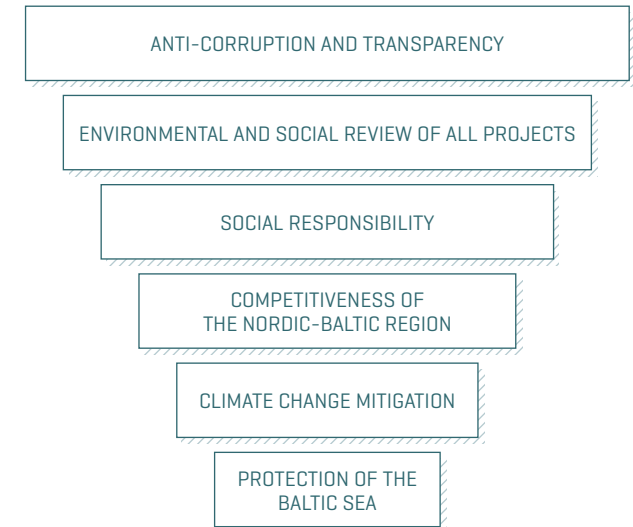 ANTI-CORRUPTION AND TRANSPARENCY
ENVIRONMENTAL AND SOCIAL REVIEW OF ALL PROJECTS
SOCIAL RESPONSIBILITY
COMPETITIVENESS OF
THE NORDIC-BALTIC REGION
CLIMATE CHANGE MITIGATION
PROTECTION OF THE
BALTIC SEA